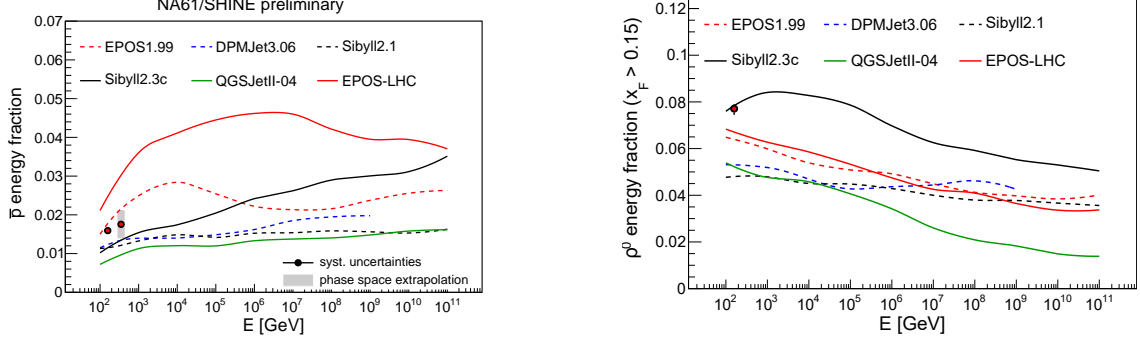 NA61/SHINE preliminary
EPOS1.99 DPMJet3.06 Sibyll2.1
Sibyll2.3c QGSJetII-04 EPOS-LHC
p̅ energy fraction
0.07
0.06
0.05
0.04
0.03
0.02
0.01
0
syst. uncertainties
phase space extrapolation
10² 10³ 10⁴ 10⁵ 10⁶ 10⁷ 10⁸ 10⁹ 10¹⁰ 10¹¹
E [GeV]
EPOS1.99 DPMJet3.06 Sibyll2.1
Sibyll2.3c QGSJetII-04 EPOS-LHC
ρ⁰ energy fraction (x_F > 0.15)
0.12
0.1
0.08
0.06
0.04
0.02
0
10² 10³ 10⁴ 10⁵ 10⁶ 10⁷ 10⁸ 10⁹ 10¹⁰ 10¹¹
E [GeV]